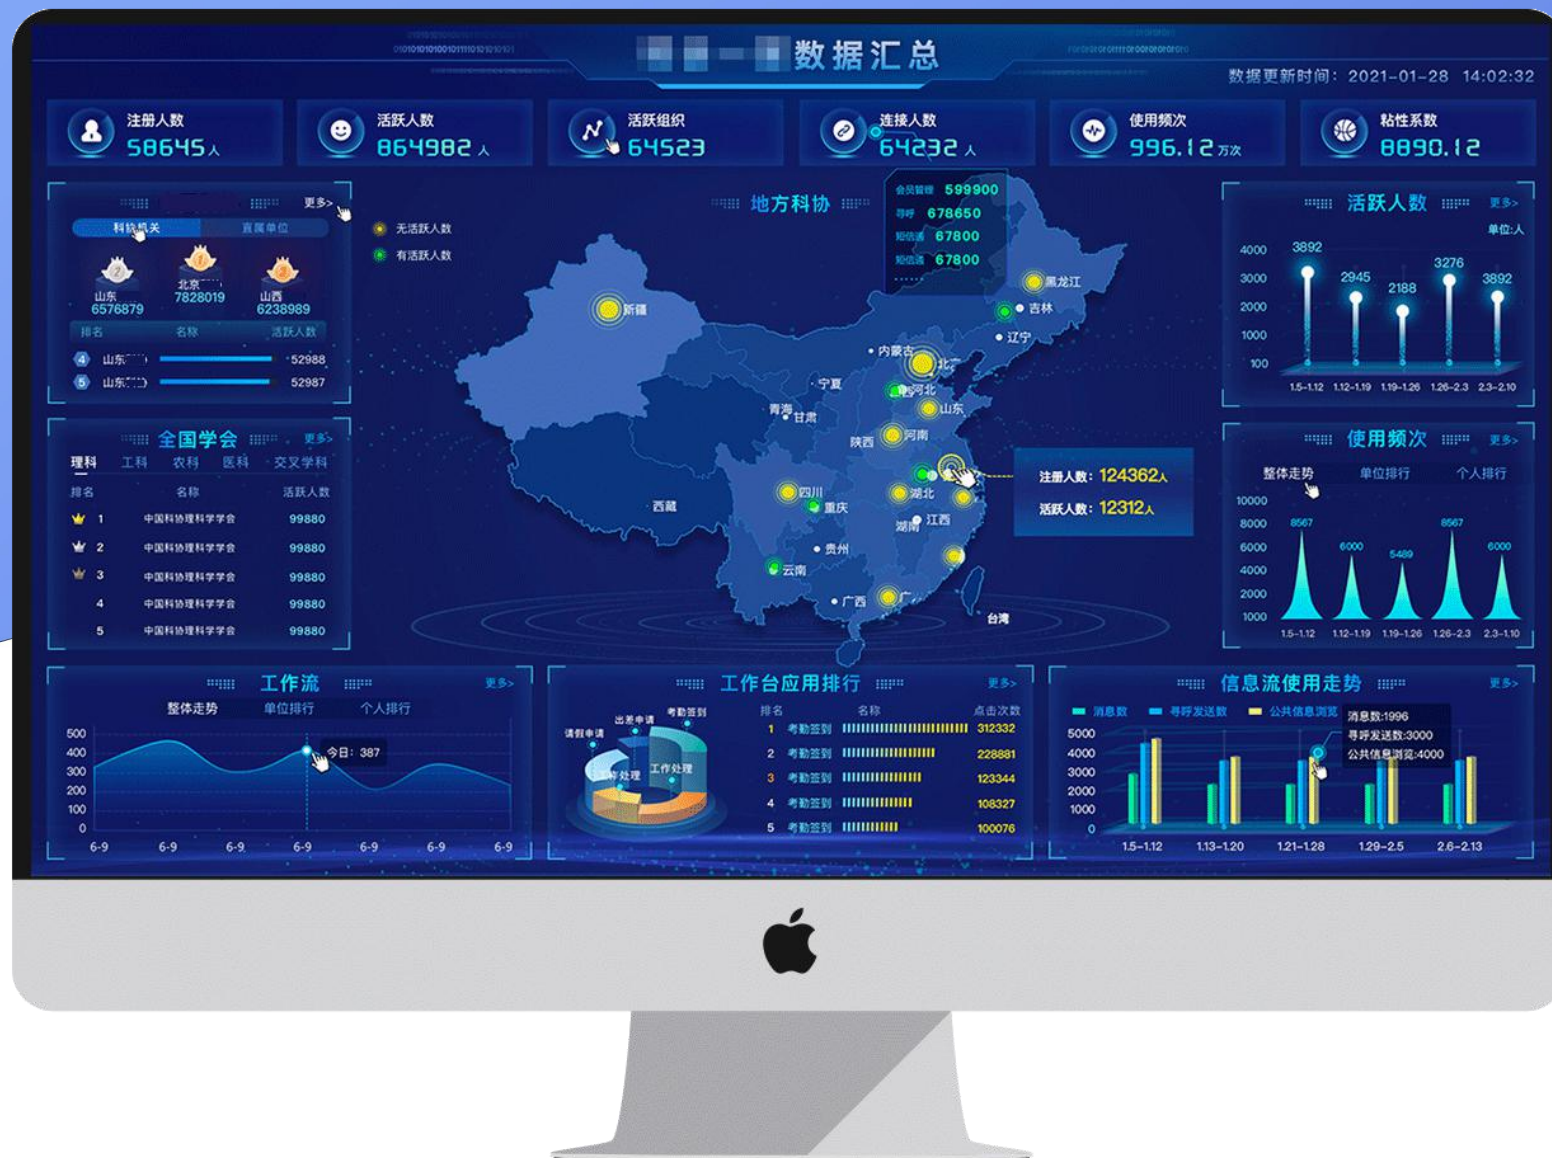 数据汇总
数据更新时间：2021-01-28 14:02:32
注册人数
58645人
活跃人数
864982人
活跃组织
64523
连接人数
64232人
使用频次
996.12万次
粘性系数
8890.12
更多>
科协机关 直属单位
2 1 3
山东 北京 山西
6576879 7828019 6238989
排名 名称 活跃人数
4 山东 52988
5 山东 52987
无活跃人数
有活跃人数
地方科协
会员管理 599900
寻呼 678650
短信通 67800
短信通 67800
......
新疆
黑龙江
吉林
辽宁
内蒙古
北京
宁夏
河北
青海
甘肃
山东
陕西
河南
四川
重庆
湖北
西藏
湖南
江西
贵州
云南
广西
台湾
注册人数：124362人
活跃人数：12312人
活跃人数 更多>
单位:人
4000
3000
2000
1000
100
3892 2945 2188 3276 3892
1.5-1.12 1.12-1.19 1.19-1.26 1.26-2.3 2.3-2.10
全国学会 更多>
理科 工科 农科 医科 交叉学科
排名 名称 活跃人数
1 中国科协理科学学会 99880
2 中国科协理科学学会 99880
3 中国科协理科学学会 99880
4 中国科协理科学学会 99880
5 中国科协理科学学会 99880
使用频次 更多>
整体走势 单位排行 个人排行
10000
8000
6000
4000
2000
1000
8567 6000 5489 8567 6000
1.5-1.12 1.12-1.19 1.19-1.26 1.26-2.3 2.3-1.10
工作流 更多>
整体走势 单位排行 个人排行
500
400
300
200
100
0
今日：387
6-9 6-9 6-9 6-9 6-9 6-9 6-9
工作台应用排行 更多>
考勤签到
出差申请
请假申请
工作处理
工作处理
排名 名称 点击次数
1 考勤签到 312332
2 考勤签到 228881
3 考勤签到 123344
4 考勤签到 108327
5 考勤签到 100076
信息流使用走势 更多>
消息数 寻呼发送数 公共信息浏览
消息数:1996
寻呼发送数:3000
公共信息浏览:4000
5000
4000
3000
2000
1000
0
1.5-1.12 1.13-1.20 1.21-1.28 1.29-2.5 2.6-2.13